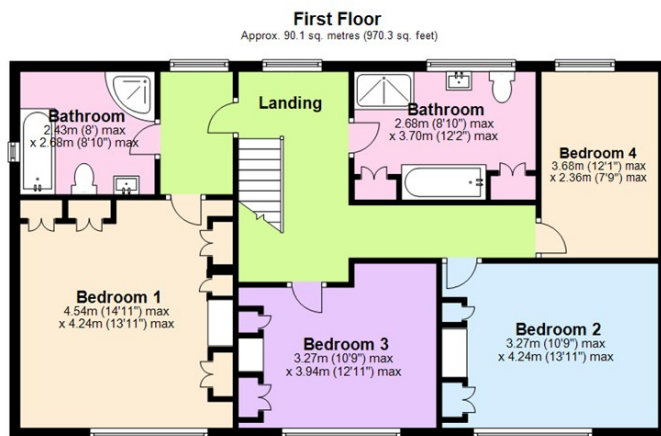 First Floor
Approx. 90.1 sq. metres (970.3 sq. feet)
Bathroom
2.43m (8') max
x 2.68m (8'10") max
Landing
Bathroom
2.68m (8'10") max
x 3.70m (12'2") max
Bedroom 4
3.68m (12'1") max
x 2.36m (7'9") max
Bedroom 1
4.54m (14'11") max
x 4.24m (13'11") max
Bedroom 3
3.27m (10'9") max
x 3.94m (12'11") max
Bedroom 2
3.27m (10'9") max
x 4.24m (13'11") max